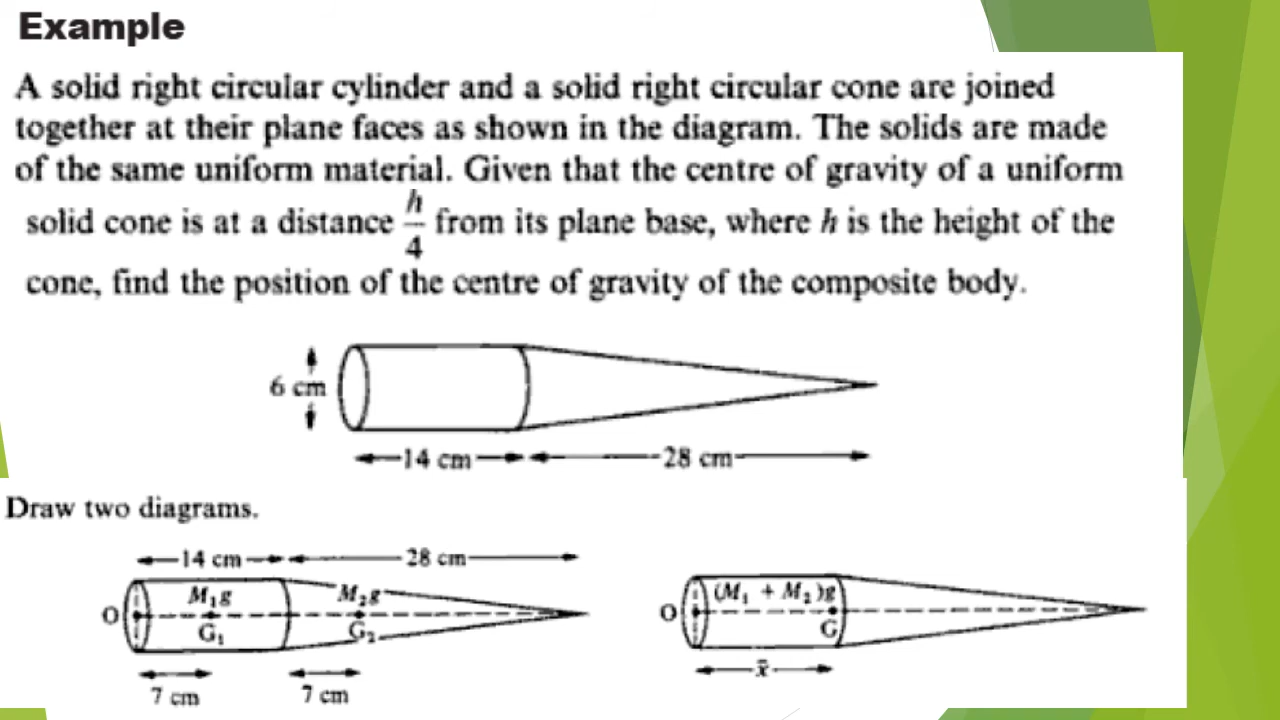 Example
A solid right circular cylinder and a solid right circular cone are joined
together at their plane faces as shown in the diagram. The solids are made
of the same uniform material. Given that the centre of gravity of a uniform
solid cone is at a distance h/4 from its plane base, where h is the height of the
cone, find the position of the centre of gravity of the composite body.
6 cm
14 cm 28 cm
Draw two diagrams.
14 cm 28 cm
O M₁g M₂g
G₁ G₂
7 cm 7 cm
O (M₁ + M₂)g
G
x̄